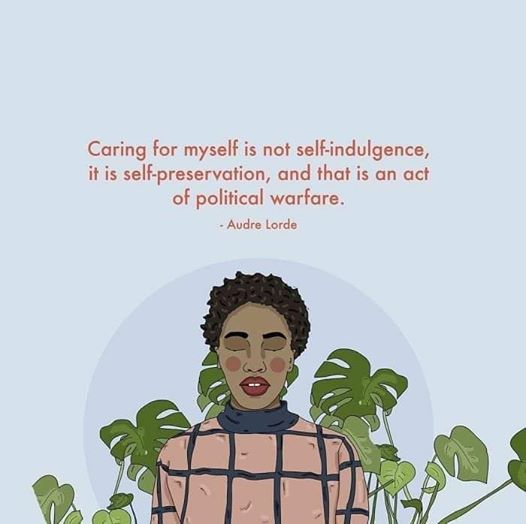 Caring for myself is not self-indulgence,
it is self-preservation, and that is an act
of political warfare.
- Audre Lorde